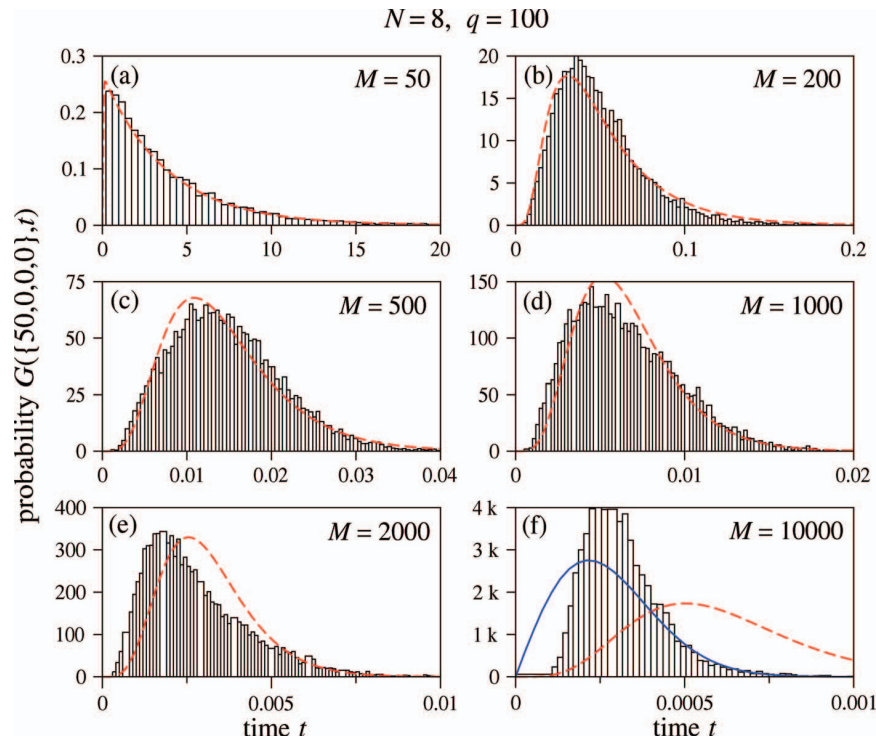 N = 8, q = 100
probability G({50,0,0,0},t)
(a) M = 50
0.3
0.2
0.1
0
0 5 10 15 20
(b) M = 200
20
15
10
5
0
0 0.1 0.2
(c) M = 500
75
50
25
0
0 0.01 0.02 0.03 0.04
(d) M = 1000
150
100
50
0
0 0.01 0.02
(e) M = 2000
400
300
200
100
0
0 0.005 0.01
time t
(f) M = 10000
4 k
3 k
2 k
1 k
0
0 0.0005 0.001
time t